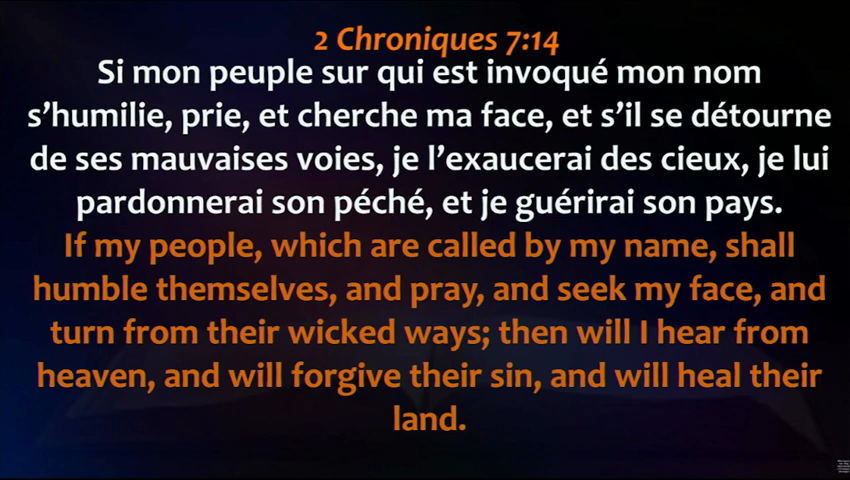 2 Chroniques 7:14
Si mon peuple sur qui est invoqué mon nom
s’humilie, prie, et cherche ma face, et s’il se détourne
de ses mauvaises voies, je l’exaucerai des cieux, je lui
pardonnerai son péché, et je guérirai son pays.
If my people, which are called by my name, shall
humble themselves, and pray, and seek my face, and
turn from their wicked ways; then will I hear from
heaven, and will forgive their sin, and will heal their
land.